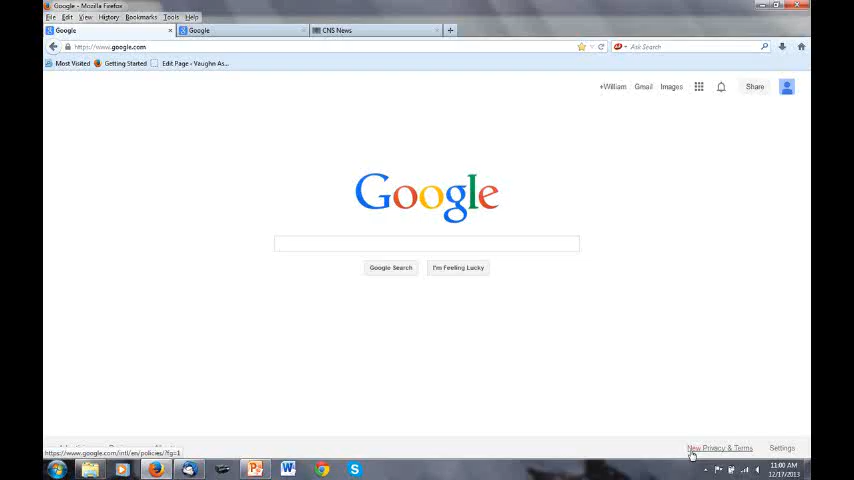 Google - Mozilla Firefox
File Edit View History Bookmarks Tools Help
Google
Google
CNS News
https://www.google.com
Ask Search
Most Visited Getting Started Edit Page - Vaughn As...
+William Gmail Images Share
Google
Google Search I'm Feeling Lucky
New Privacy & Terms Settings
https://www.google.com/intl/en/policies/?fg=1
11:00 AM
12/17/2013